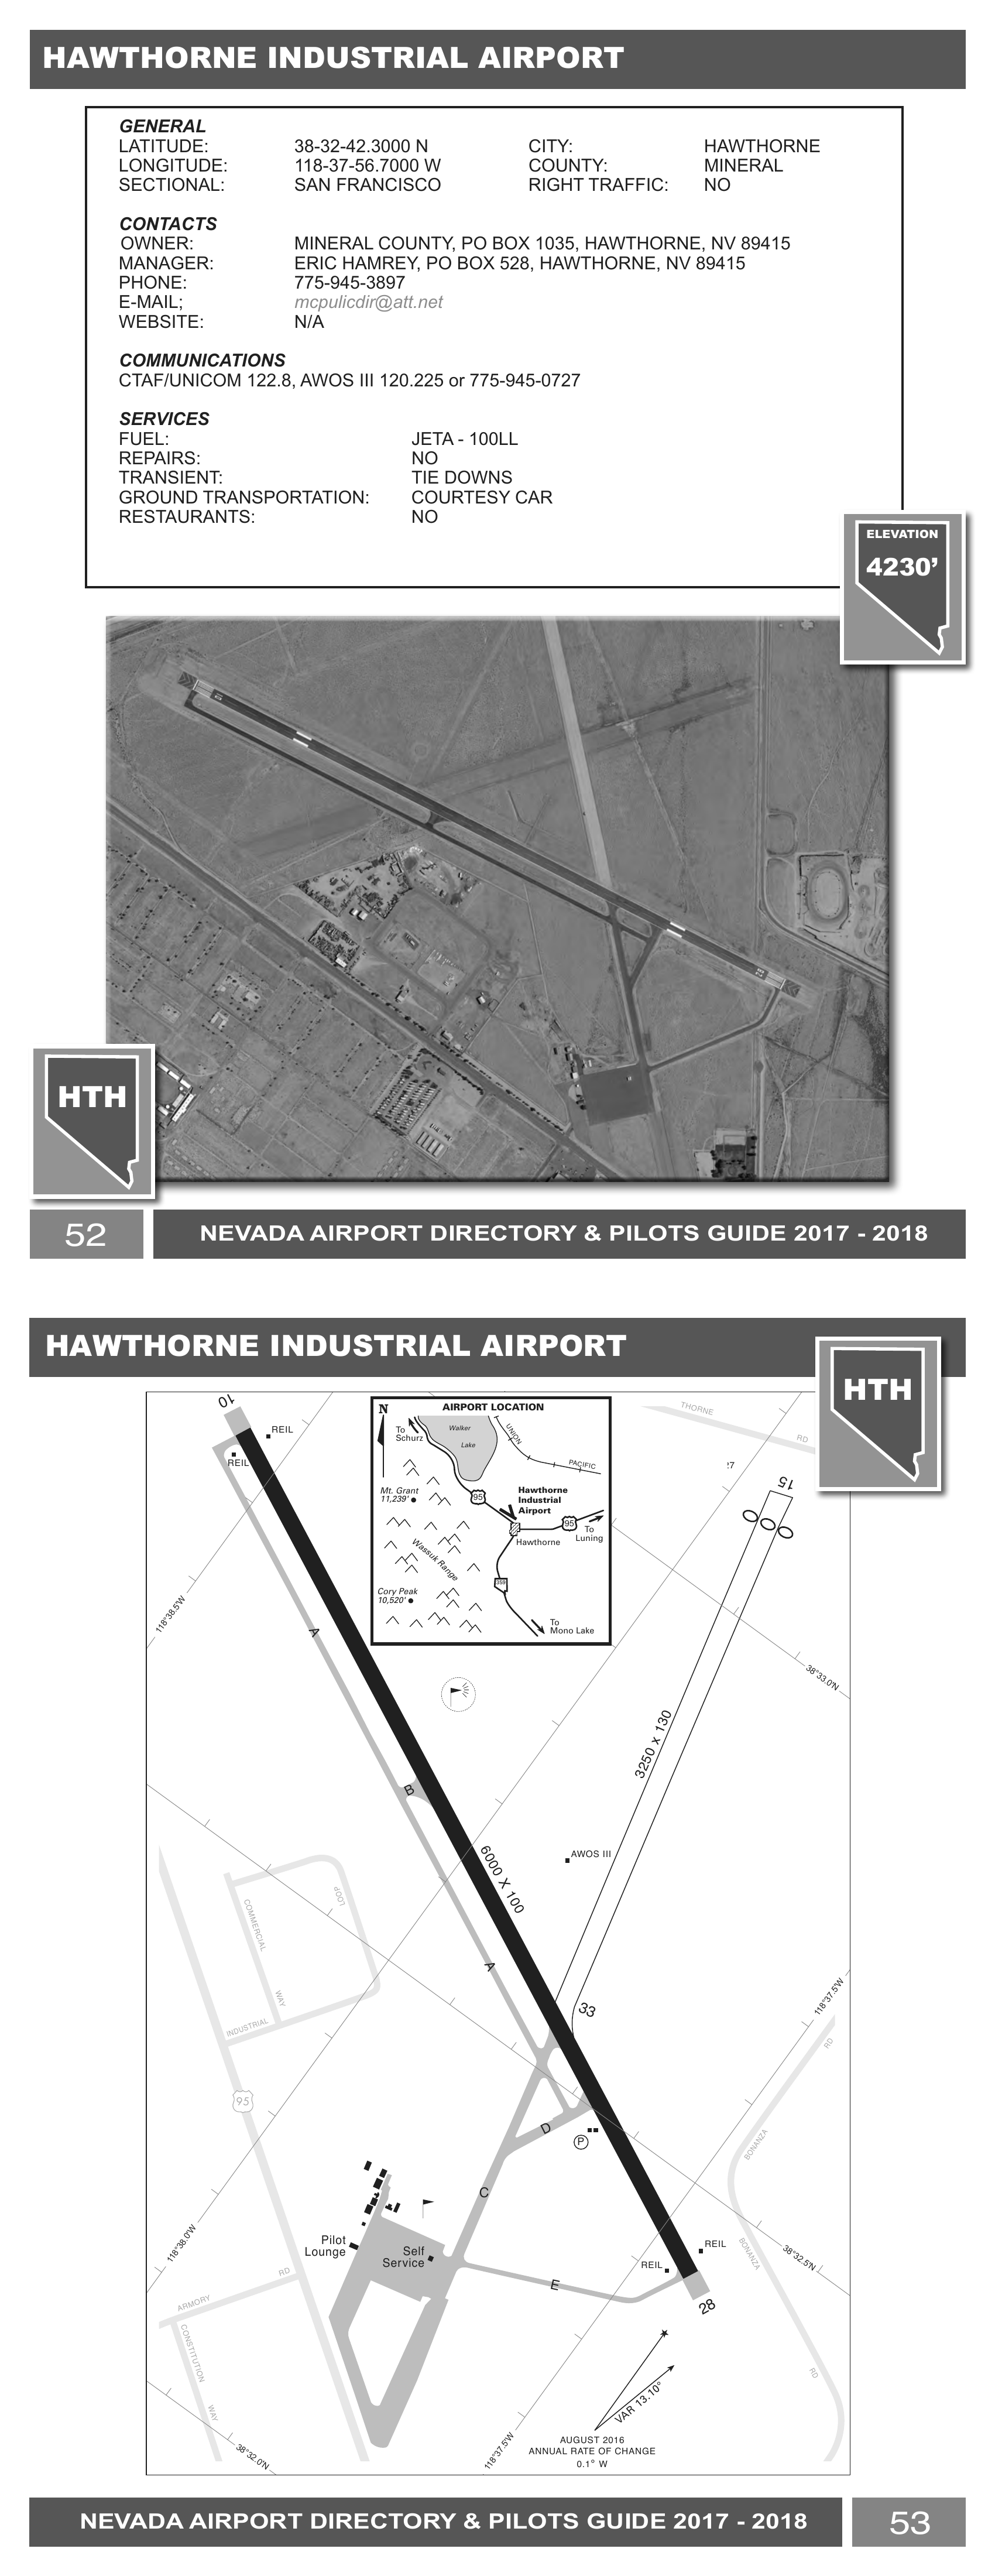 HAWTHORNE INDUSTRIAL AIRPORT
GENERAL
LATITUDE: 38-32-42.3000 N CITY: HAWTHORNE
LONGITUDE: 118-37-56.7000 W COUNTY: MINERAL
SECTIONAL: SAN FRANCISCO RIGHT TRAFFIC: NO
CONTACTS
OWNER: MINERAL COUNTY, PO BOX 1035, HAWTHORNE, NV 89415
MANAGER: ERIC HAMREY, PO BOX 528, HAWTHORNE, NV 89415
PHONE: 775-945-3897
E-MAIL; mcpulicdir@att.net
WEBSITE: N/A
COMMUNICATIONS
CTAF/UNICOM 122.8, AWOS III 120.225 or 775-945-0727
SERVICES
FUEL: JETA - 100LL
REPAIRS: NO
TRANSIENT: TIE DOWNS
GROUND TRANSPORTATION: COURTESY CAR
RESTAURANTS: NO
ELEVATION
4230’
HTH
52 NEVADA AIRPORT DIRECTORY & PILOTS GUIDE 2017 - 2018
HAWTHORNE INDUSTRIAL AIRPORT
HTH
10
REIL
REIL
AIRPORT LOCATION
N
To
Schurz
Walker
Lake
UNION
PACIFIC
Mt. Grant
11,239'
95
Hawthorne
Industrial
Airport
95
To
Luning
Hawthorne
Wassuk Range
359
Cory Peak
10,520'
To
Mono Lake
THORNE
RD
27
15
118°38.5'W
A
38°33.0'N
3250 x 130
B
6000 X 100
AWOS III
LOOP
COMMERCIAL
WAY
INDUSTRIAL
A
33
118°37.5'W
RD
95
D
P
BONANZA
C
Pilot
Lounge
Self
Service
118°38.0'W
REIL
REIL
BONANZA
38°32.5'N
RD
ARMORY
E
28
CONSTITUTION
WAY
RD
VAR 13.10°
38°32.0'N
118°37.5'W
AUGUST 2016
ANNUAL RATE OF CHANGE
0.1° W
NEVADA AIRPORT DIRECTORY & PILOTS GUIDE 2017 - 2018 53